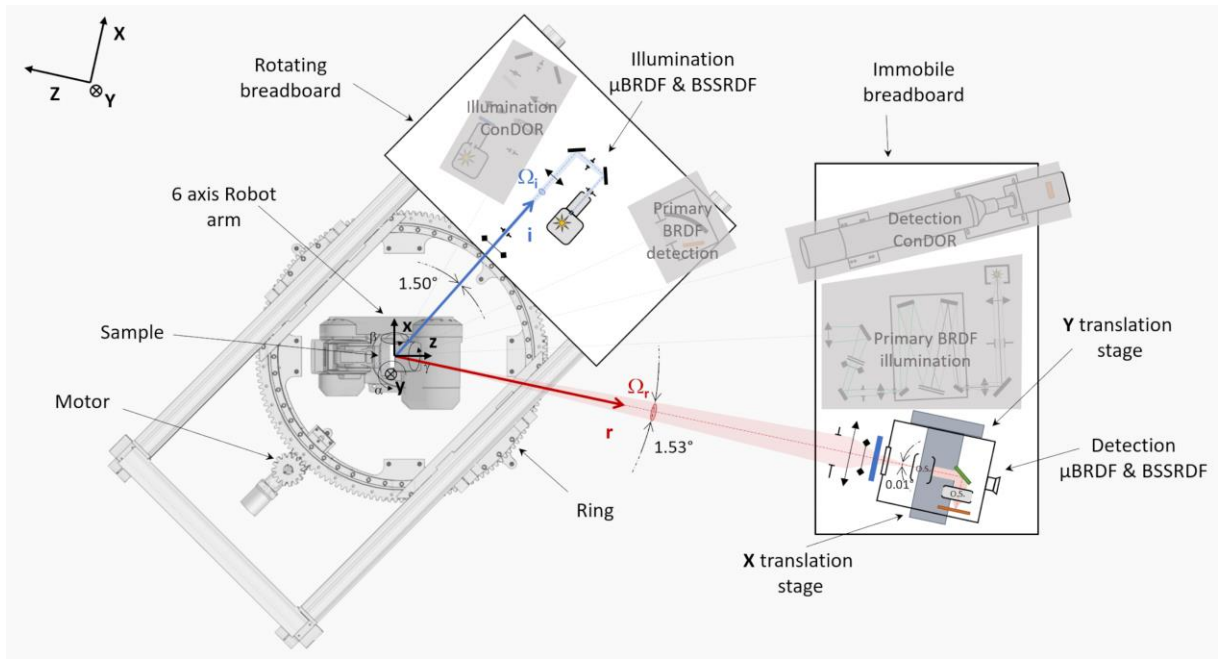 X
Z
Y
Rotating
breadboard
Illumination
ConDOR
Illumination
μBRDF & BSSRDF
Immobile
breadboard
6 axis Robot
arm
Ωi
i
Primary
BRDF
detection
Detection
ConDOR
1.50°
Sample
x
z
β
γ
y
α
Primary BRDF
illumination
Y translation
stage
Motor
Ωr
r
1.53°
0.01°
O.S.
O.S.
Detection
μBRDF & BSSRDF
Ring
X translation
stage